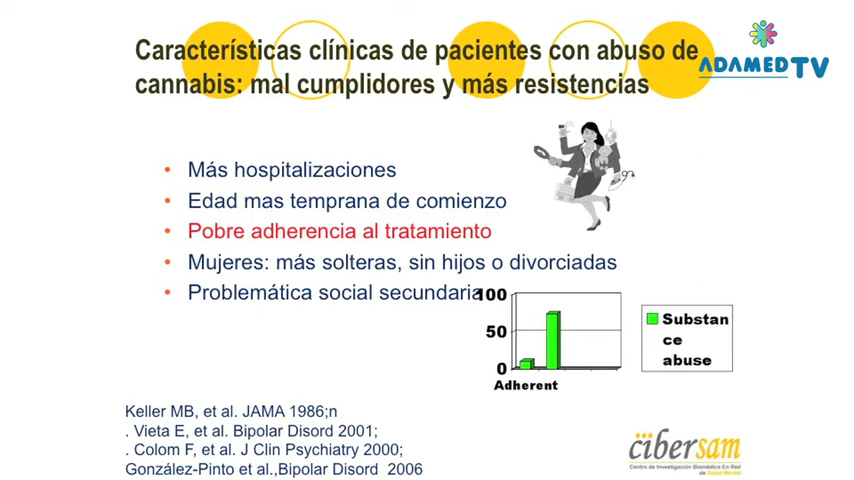 Características clínicas de pacientes con abuso de
cannabis: mal cumplidores y más resistencias
ADAMEDTV
• Más hospitalizaciones
• Edad mas temprana de comienzo
• Pobre adherencia al tratamiento
• Mujeres: más solteras, sin hijos o divorciadas
• Problemática social secundaria
100
50
0
Adherent
Substan
ce
abuse
Keller MB, et al. JAMA 1986;n
. Vieta E, et al. Bipolar Disord 2001;
. Colom F, et al. J Clin Psychiatry 2000;
González-Pinto et al.,Bipolar Disord 2006
cibersam
Centro de Investigación Biomédica En Red
de Salud Mental